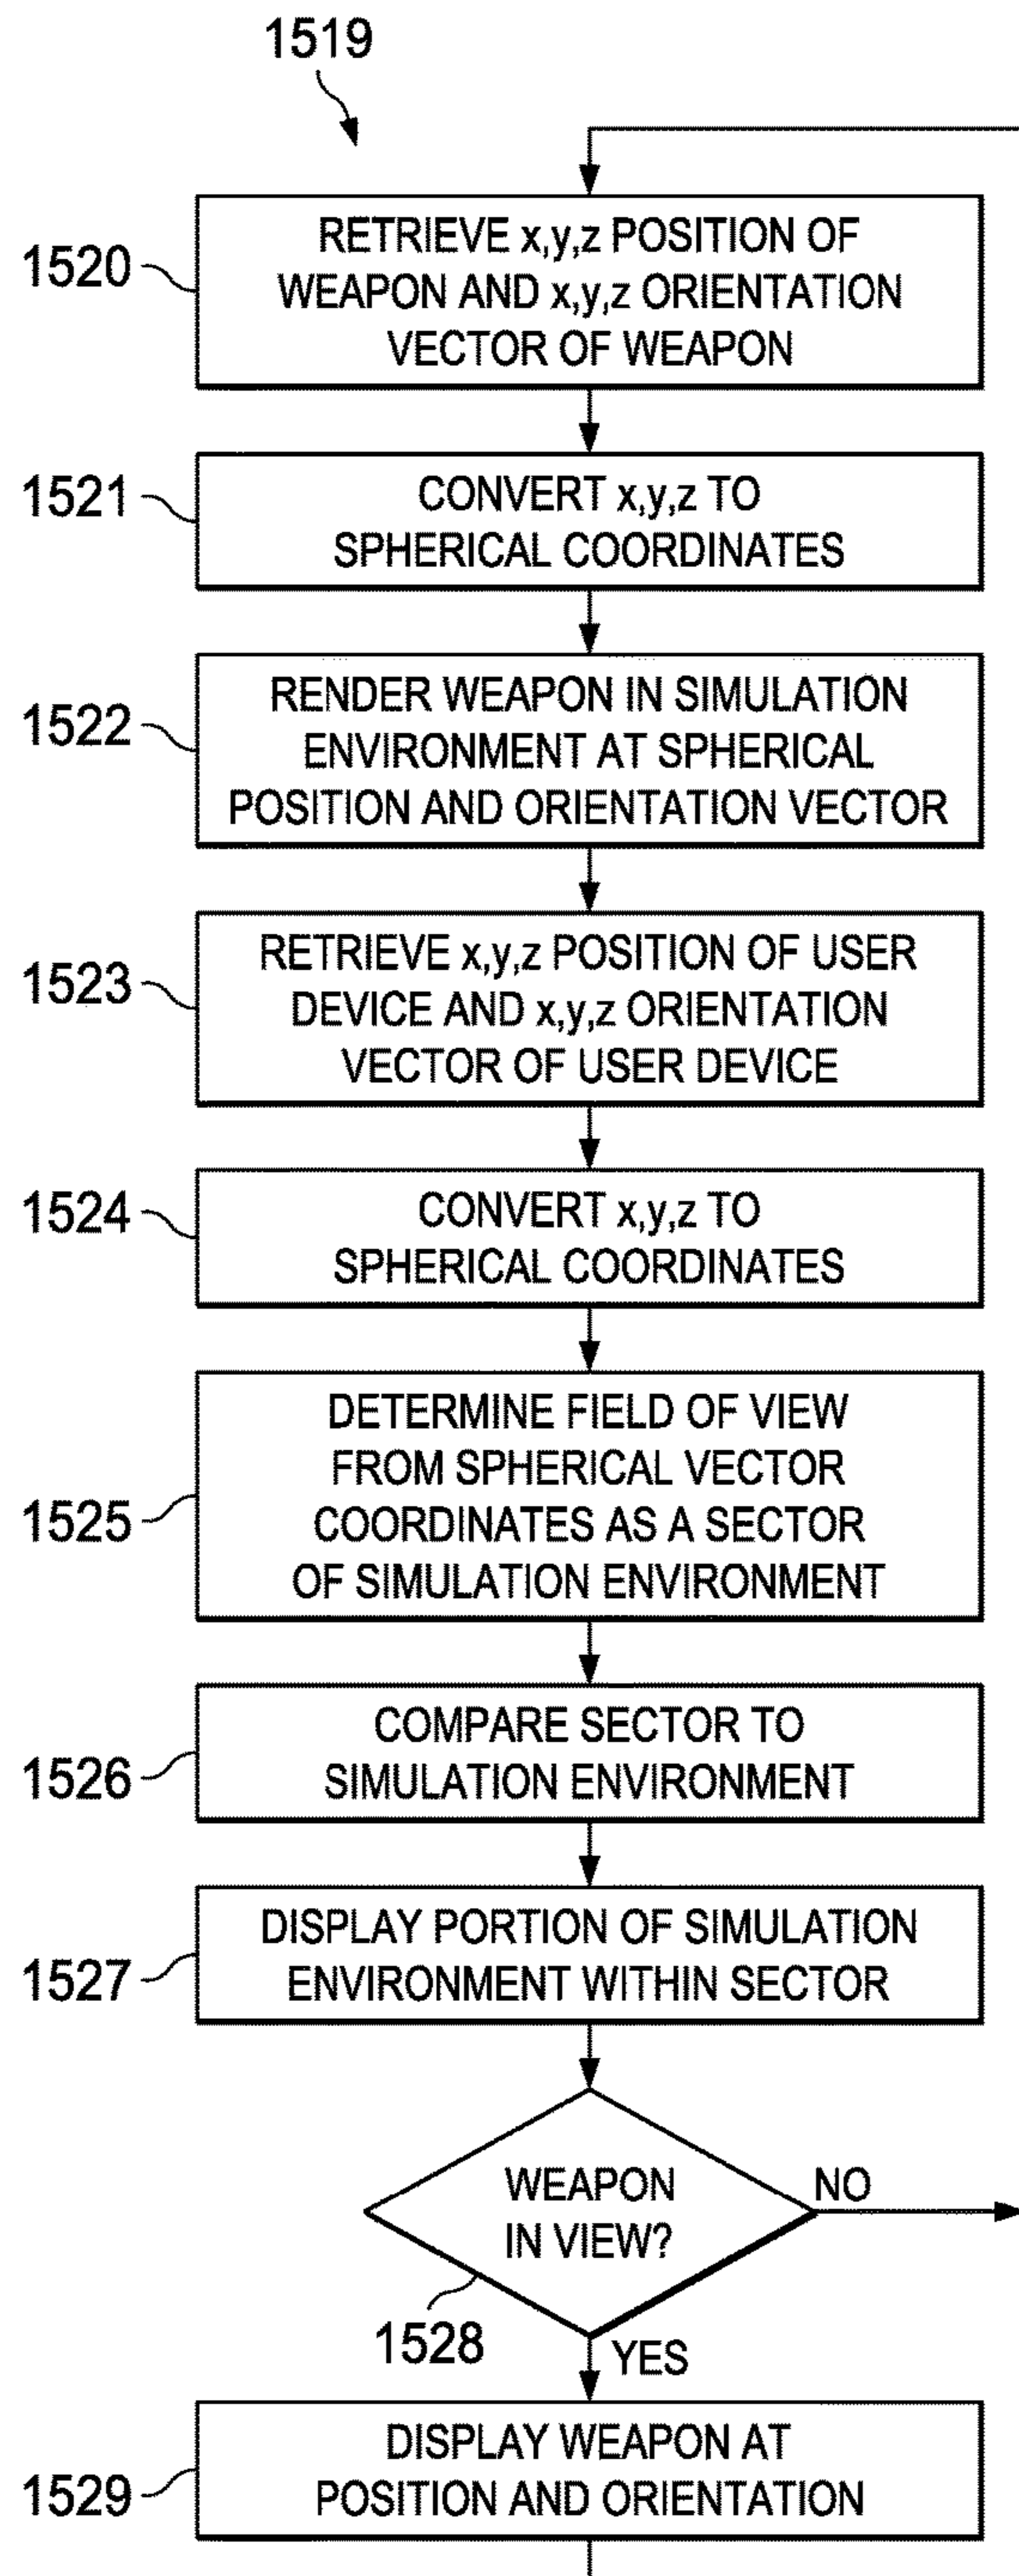 1519
1520
RETRIEVE x,y,z POSITION OF
WEAPON AND x,y,z ORIENTATION
VECTOR OF WEAPON
1521
CONVERT x,y,z TO
SPHERICAL COORDINATES
1522
RENDER WEAPON IN SIMULATION
ENVIRONMENT AT SPHERICAL
POSITION AND ORIENTATION VECTOR
1523
RETRIEVE x,y,z POSITION OF USER
DEVICE AND x,y,z ORIENTATION
VECTOR OF USER DEVICE
1524
CONVERT x,y,z TO
SPHERICAL COORDINATES
1525
DETERMINE FIELD OF VIEW
FROM SPHERICAL VECTOR
COORDINATES AS A SECTOR
OF SIMULATION ENVIRONMENT
1526
COMPARE SECTOR TO
SIMULATION ENVIRONMENT
1527
DISPLAY PORTION OF SIMULATION
ENVIRONMENT WITHIN SECTOR
WEAPON
IN VIEW?
NO
1528
YES
1529
DISPLAY WEAPON AT
POSITION AND ORIENTATION